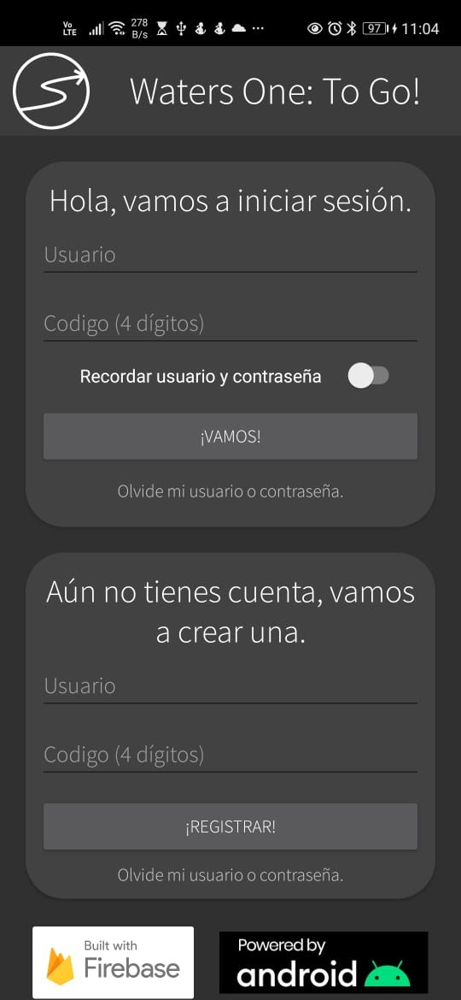 Vo LTE 278 B/s 97 11:04
Waters One: To Go!
Hola, vamos a iniciar sesión.
Usuario
Codigo (4 dígitos)
Recordar usuario y contraseña
¡VAMOS!
Olvide mi usuario o contraseña.
Aún no tienes cuenta, vamos
a crear una.
Usuario
Codigo (4 dígitos)
¡REGISTRAR!
Olvide mi usuario o contraseña.
Built with
Firebase
Powered by
android